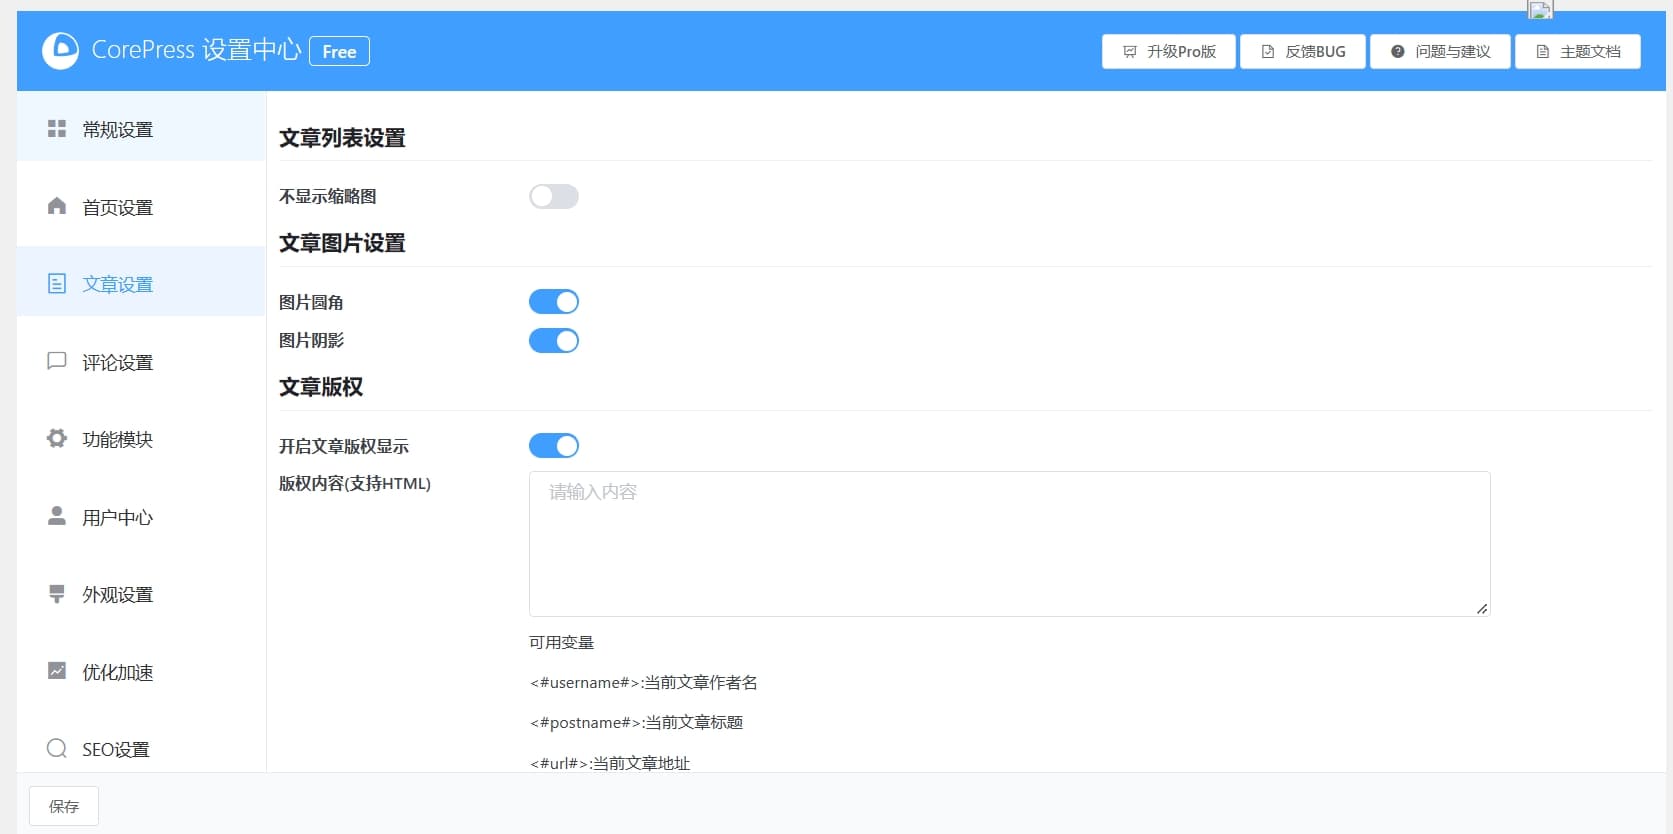 CorePress 设置中心 Free
升级Pro版 反馈BUG 问题与建议 主题文档
常规设置
首页设置
文章设置
评论设置
功能模块
用户中心
外观设置
优化加速
SEO设置
文章列表设置
不显示缩略图
文章图片设置
图片圆角
图片阴影
文章版权
开启文章版权显示
版权内容(支持HTML)
请输入内容
可用变量
<#username#>:当前文章作者名
<#postname#>:当前文章标题
<#url#>:当前文章地址
保存